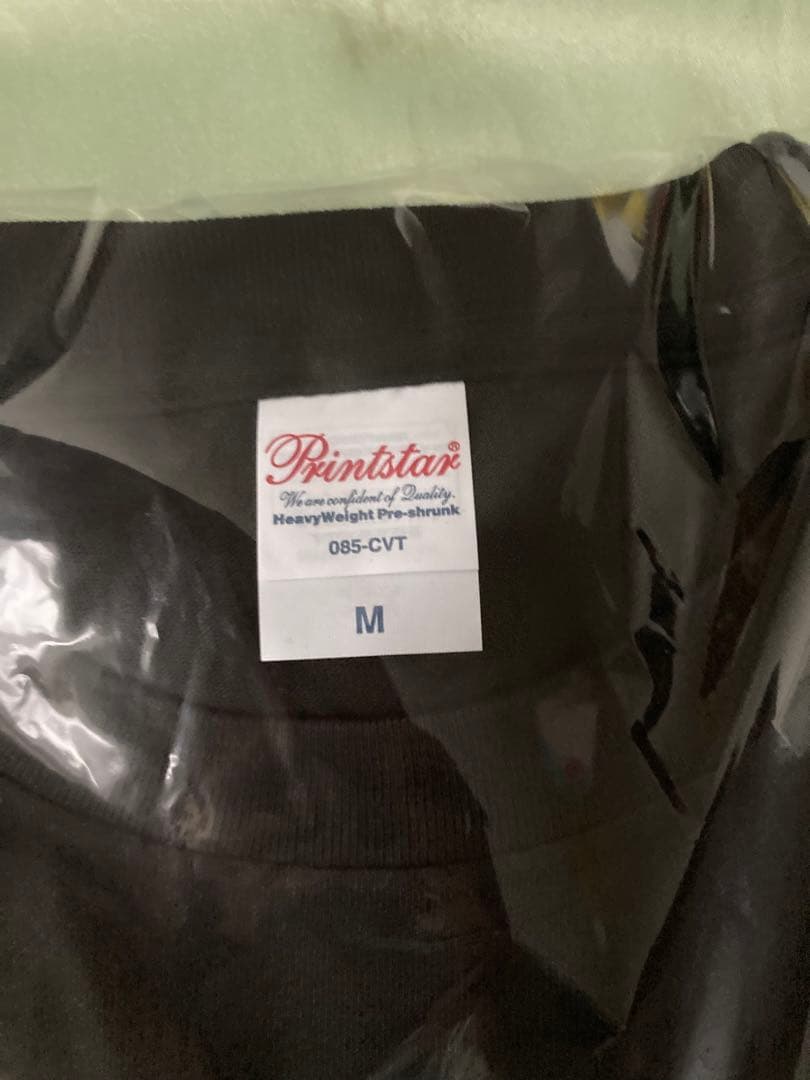 Printstar®
We are confident of Quality.
HeavyWeight Pre-shrunk
085-CVT
M